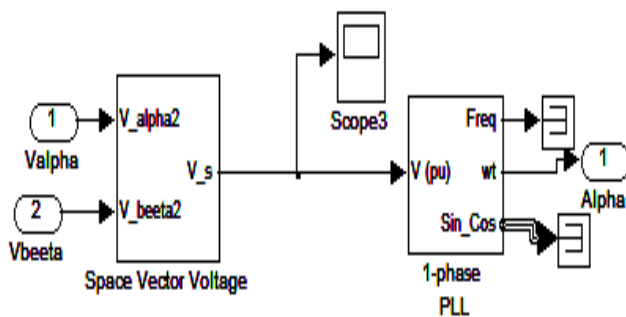 1
Valpha
2
Vbeeta
V_alpha2
V_s
V_beeta2
Space Vector Voltage
Scope3
Freq
V (pu)
wt
Sin_Cos
1-phase
PLL
1
Alpha